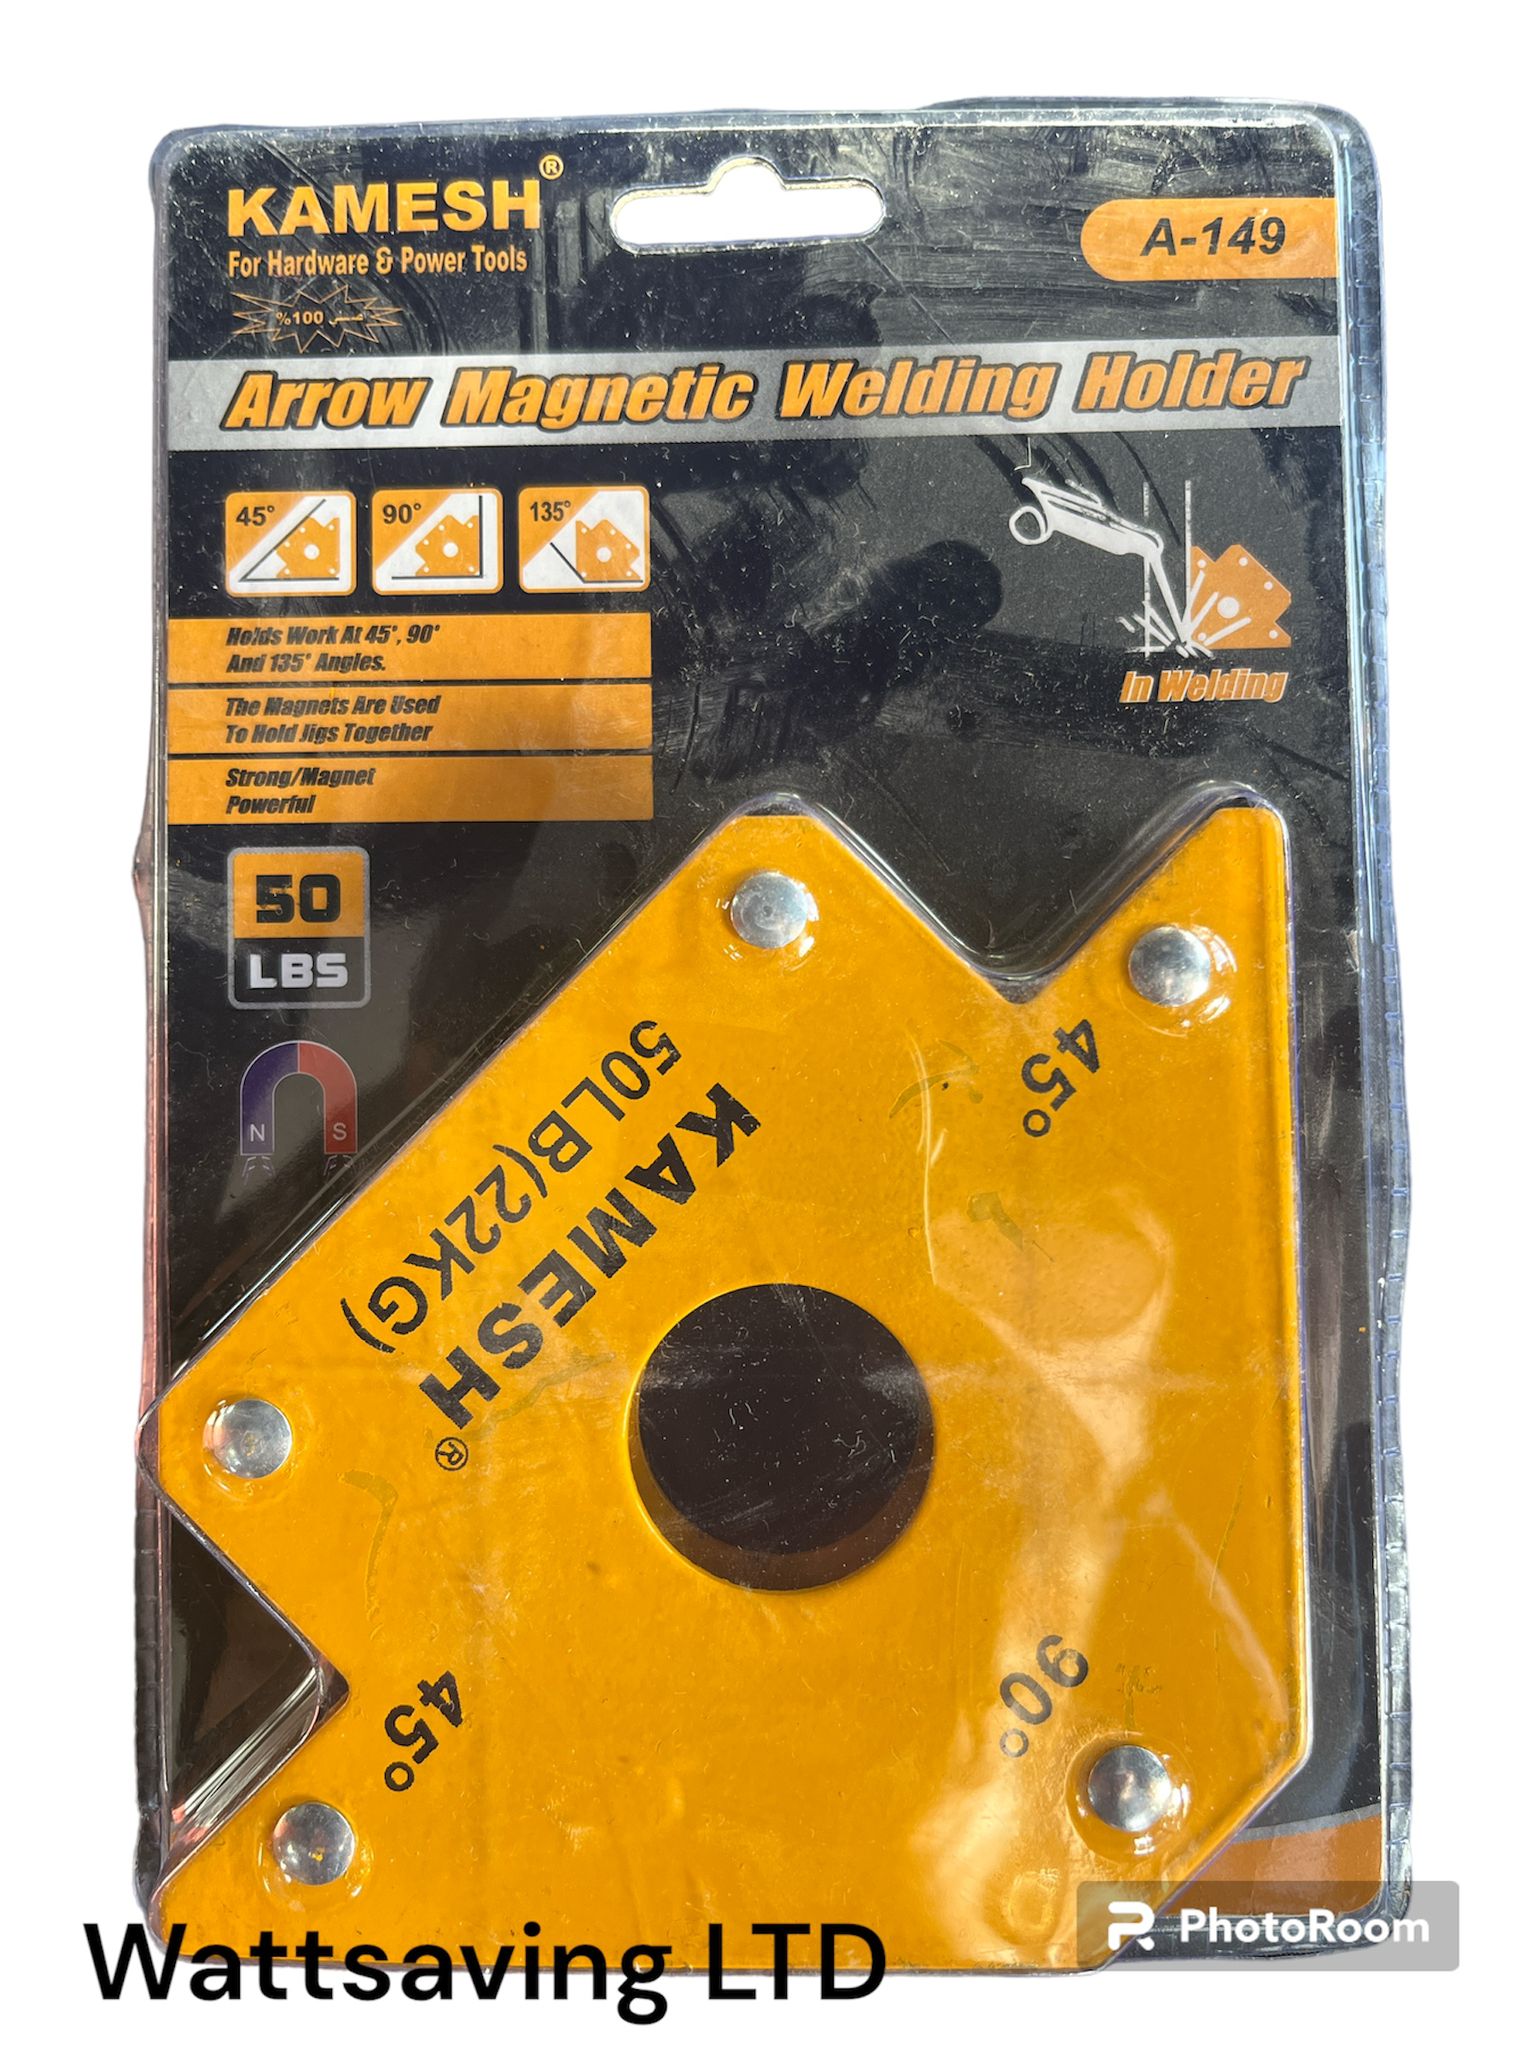 KAMESH®
For Hardware & Power Tools
A-149
%100
Arrow Magnetic Welding Holder
45° 90° 135°
Holds Work At 45°, 90°
And 135° Angles.
The Magnets Are Used
To Hold Jigs Together
Strong/Magnet
Powerful
In Welding
50
LBS
N S
50LB(22KG)
KAMESH®
45°
45°
90°
Wattsaving LTD
PhotoRoom